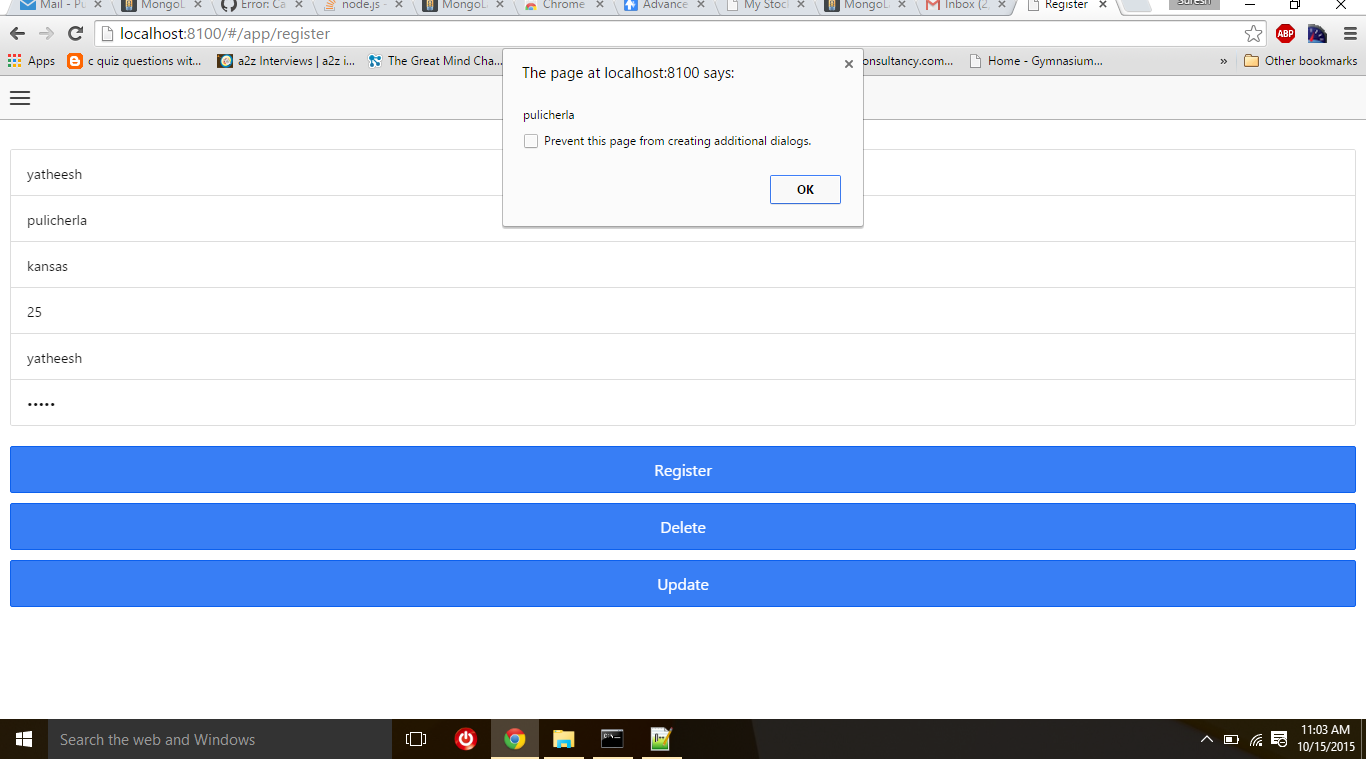 Mail - Pu
MongoL
Error: Ca
node.js -
MongoL
Chrome
Advance
My Stoc
MongoL
Inbox (2
Register
suresh
localhost:8100/#/app/register
ABP
Apps
c quiz questions wit...
a2z Interviews | a2z i...
The Great Mind Cha...
onsultancy.com...
Home - Gymnasium...
»
Other bookmarks
The page at localhost:8100 says:
pulicherla
Prevent this page from creating additional dialogs.
OK
yatheesh
pulicherla
kansas
25
yatheesh
•••••
Register
Delete
Update
Search the web and Windows
11:03 AM
10/15/2015